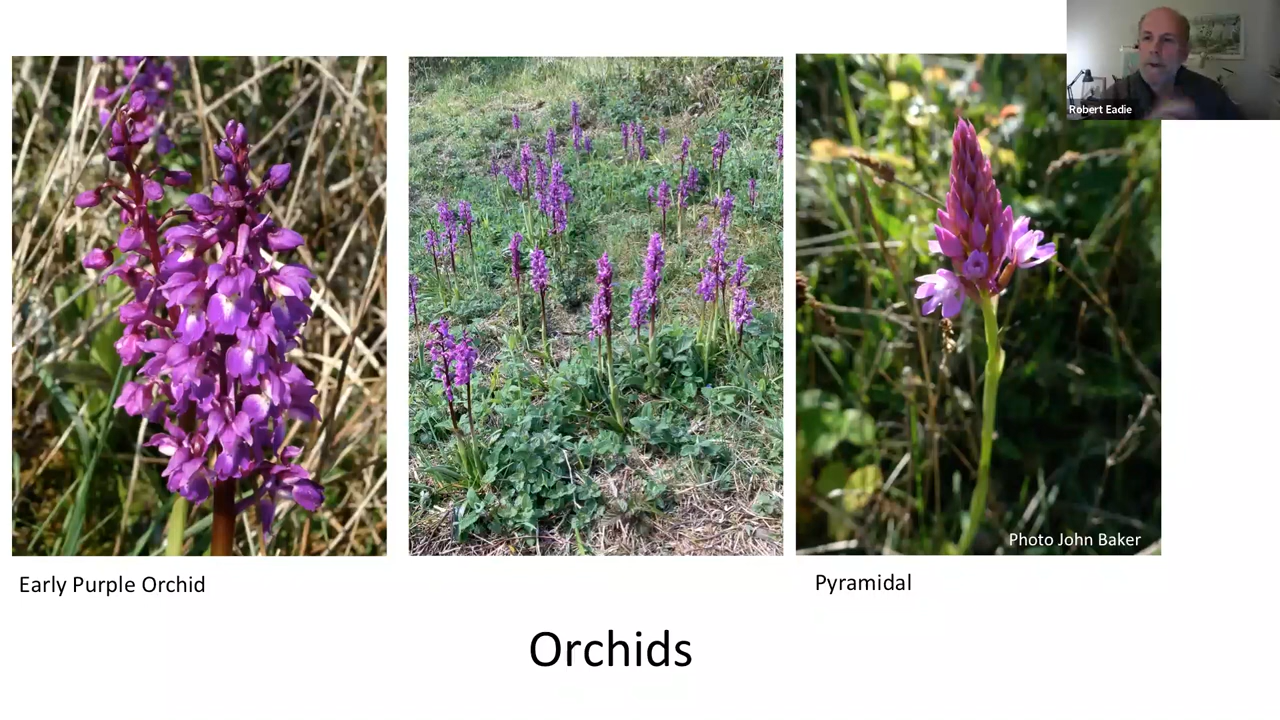 Robert Eadie
Photo John Baker
Early Purple Orchid
Pyramidal
Orchids